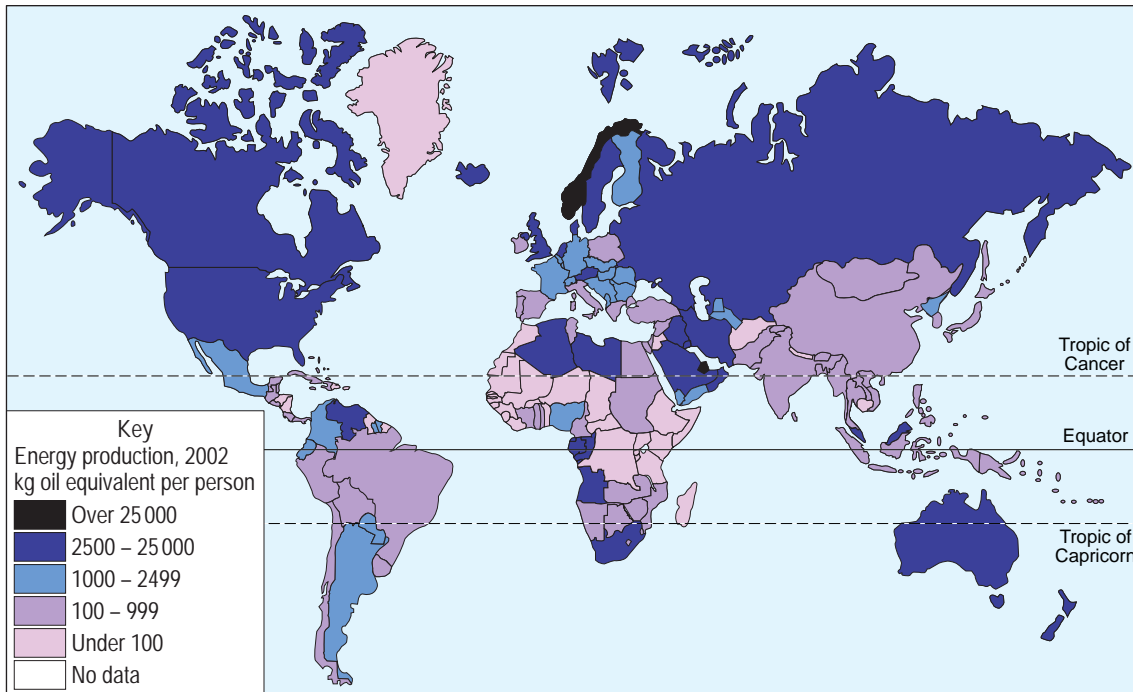 Tropic of
Cancer
Equator
Tropic of
Capricorn
Key
Energy production, 2002
kg oil equivalent per person
Over 25 000
2500 – 25 000
1000 – 2499
100 – 999
Under 100
No data